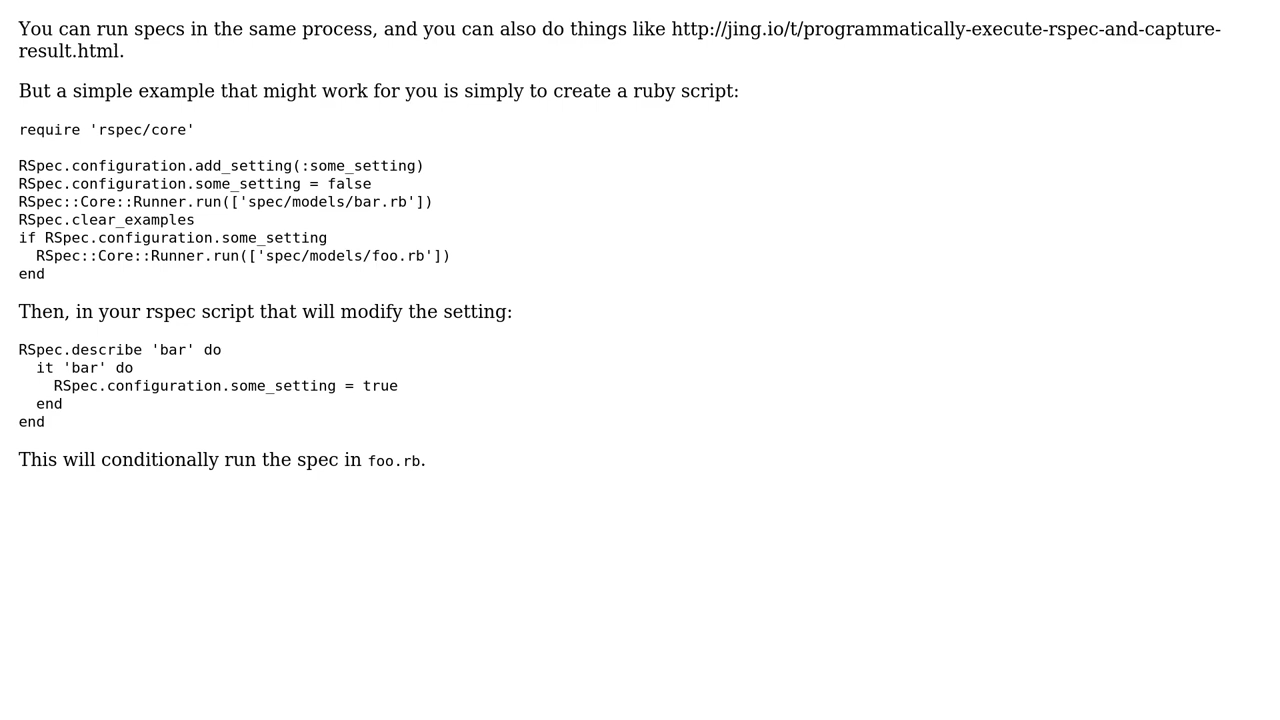 You can run specs in the same process, and you can also do things like http://jing.io/t/programmatically-execute-rspec-and-capture-
result.html.
But a simple example that might work for you is simply to create a ruby script:
require 'rspec/core'
RSpec.configuration.add_setting(:some_setting)
RSpec.configuration.some_setting = false
RSpec::Core::Runner.run(['spec/models/bar.rb'])
RSpec.clear_examples
if RSpec.configuration.some_setting
  RSpec::Core::Runner.run(['spec/models/foo.rb'])
end
Then, in your rspec script that will modify the setting:
RSpec.describe 'bar' do
  it 'bar' do
    RSpec.configuration.some_setting = true
  end
end
This will conditionally run the spec in foo.rb.